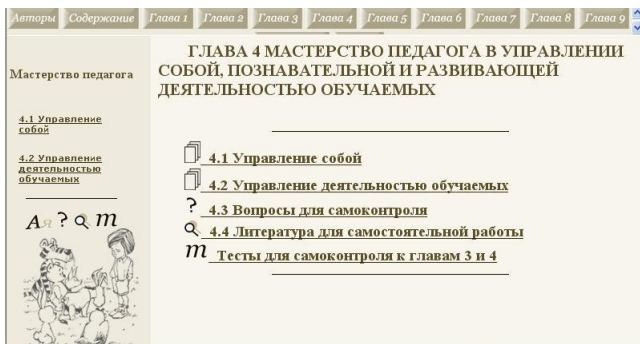 Авторы Содержание Глава 1 Глава 2 Глава 3 Глава 4 Глава 5 Глава 6 Глава 7 Глава 8 Глава 9
Мастерство педагога
4.1 Управление
собой
4.2 Управление
деятельностью
обучаемых
Ая ? m
ГЛАВА 4 МАСТЕРСТВО ПЕДАГОГА В УПРАВЛЕНИИ
СОБОЙ, ПОЗНАВАТЕЛЬНОЙ И РАЗВИВАЮЩЕЙ
ДЕЯТЕЛЬНОСТЬЮ ОБУЧАЕМЫХ
4.1 Управление собой
4.2 Управление деятельностью обучаемых
? 4.3 Вопросы для самоконтроля
4.4 Литература для самостоятельной работы
m Тесты для самоконтроля к главам 3 и 4